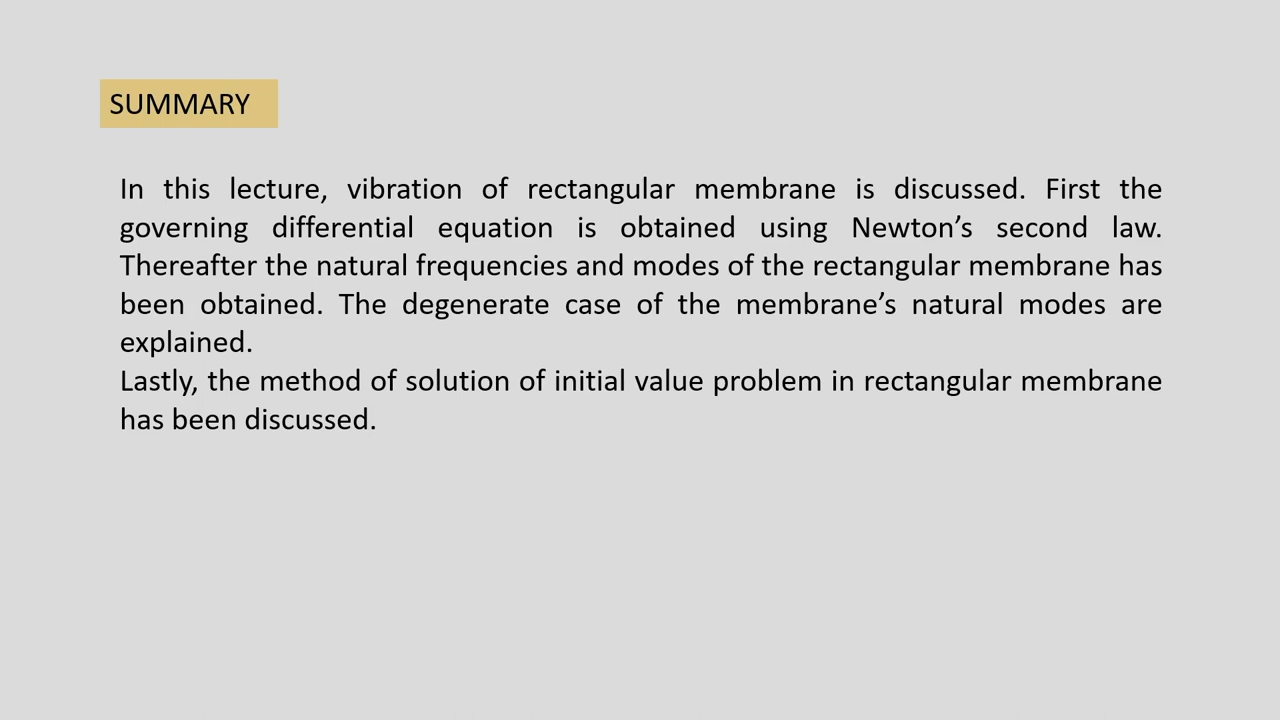 SUMMARY
In this lecture, vibration of rectangular membrane is discussed. First the
governing differential equation is obtained using Newton’s second law.
Thereafter the natural frequencies and modes of the rectangular membrane has
been obtained. The degenerate case of the membrane’s natural modes are
explained.
Lastly, the method of solution of initial value problem in rectangular membrane
has been discussed.